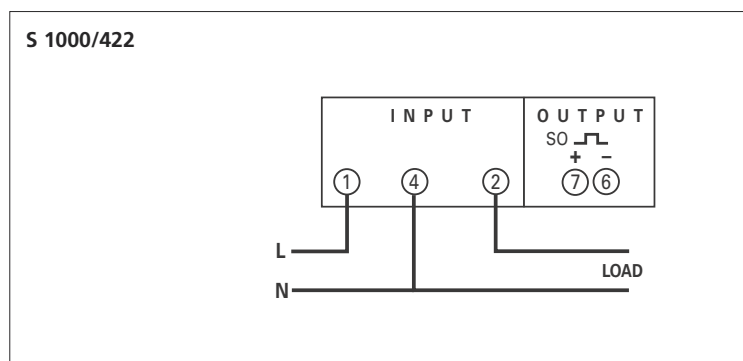 S 1000/422
INPUT
OUTPUT
SO
+ −
1 4 2 7 6
L
LOAD
N